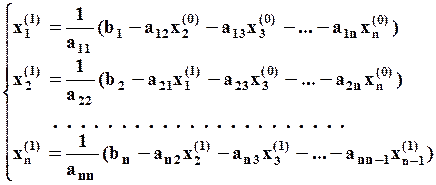 x₁⁽¹⁾ = 1/a₁₁ (b₁ − a₁₂x₂⁽⁰⁾ − a₁₃x₃⁽⁰⁾ − ... − a₁ₙxₙ⁽⁰⁾)
x₂⁽¹⁾ = 1/a₂₂ (b₂ − a₂₁x₁⁽¹⁾ − a₂₃x₃⁽⁰⁾ − ... − a₂ₙxₙ⁽⁰⁾)
. . . . . . . . . . . . . . . . . . . . . .
xₙ⁽¹⁾ = 1/aₙₙ (bₙ − aₙ₂x₂⁽¹⁾ − aₙ₃x₃⁽¹⁾ − ... − aₙₙ₋₁xₙ₋₁⁽¹⁾)